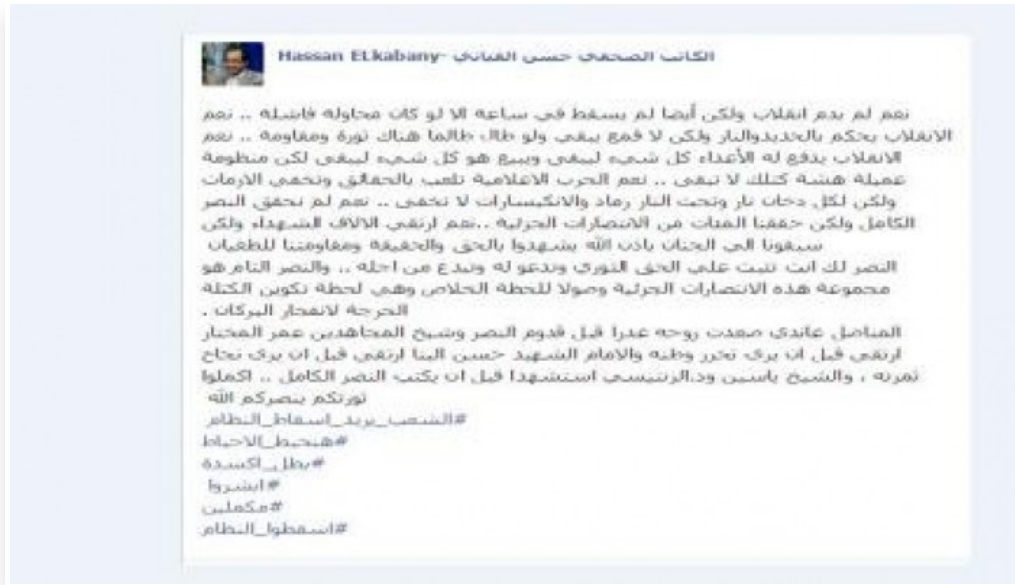 الكاتب الصحفي حسن القباني -Hassan ELkabany
نعم لم يدم انقلاب ولكن أيضا لم يسقط في ساعة الا لو كان محاولة فاشلة .. نعم
الانقلاب يحكم بالحديدوالنار ولكن لا قمع يبقى ولو طال طالما هناك ثورة ومقاومة .. نعم
الانقلاب يدفع له الأعداء كل شيء ليبقى ويبيع هو كل شيء ليبقى لكن منظومة
عميلة هشة كتلك لا تبقى .. نعم الحرب الاعلامية تلعب بالحقائق وتخفي الازمات
ولكن لكل دخان نار وتحت النار رماد والانكيسارات لا تخفى .. نعم لم نحقق النصر
الكامل ولكن حققنا المئات من الانتصارات الجزئية ..نعم ارتقي الالاف الشهداء ولكن
سبقونا الي الجنان باذن الله يشهدوا بالحق والحقيقة ومقاومتنا للطغيان
النصر لك انت تثبت علي الحق الثوري وتدعو له وتبدع من اجله .. والنصر التام هو
مجموعة هذه الانتصارات الجزئية وصولا للحظة الخلاص وهي لحظة تكوين الكتلة
الحرجة لانفجار البركان .
المناضل غاندي صعدت روحه غدرا قبل قدوم النصر وشيخ المجاهدين عمر المختار
ارتقي قبل ان يرى تحرر وطنه والامام الشهيد حسن البنا ارتقي قبل ان يرى نجاح
ثمرته ، والشيخ ياسين ود.الرنتيسي استشهدا قبل ان يكتب النصر الكامل .. اكملوا
ثورتكم ينصركم الله
#الشعب_يريد_اسقاط_النظام
#هنحبط_الاحباط
#بطل_اكسدة
#ابشروا
#مكملين
#اسقطوا_النظام